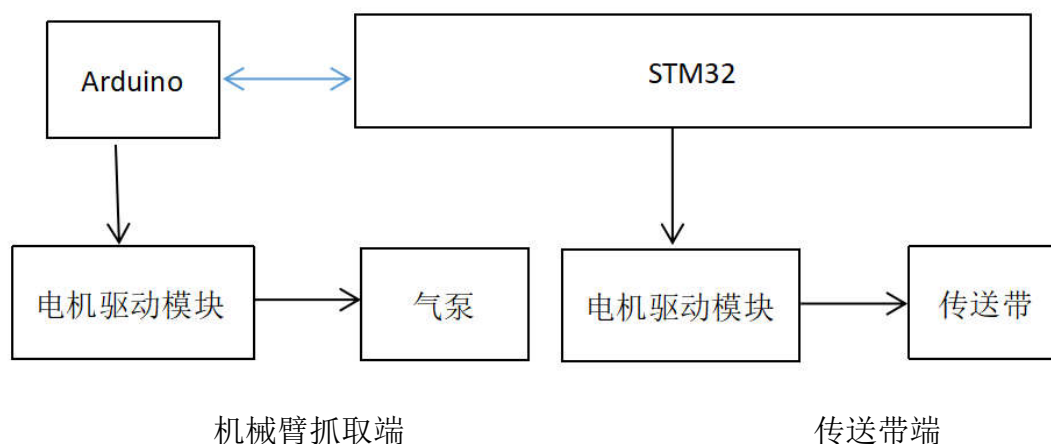 Arduino
STM32
电机驱动模块
气泵
电机驱动模块
传送带
机械臂抓取端
传送带端